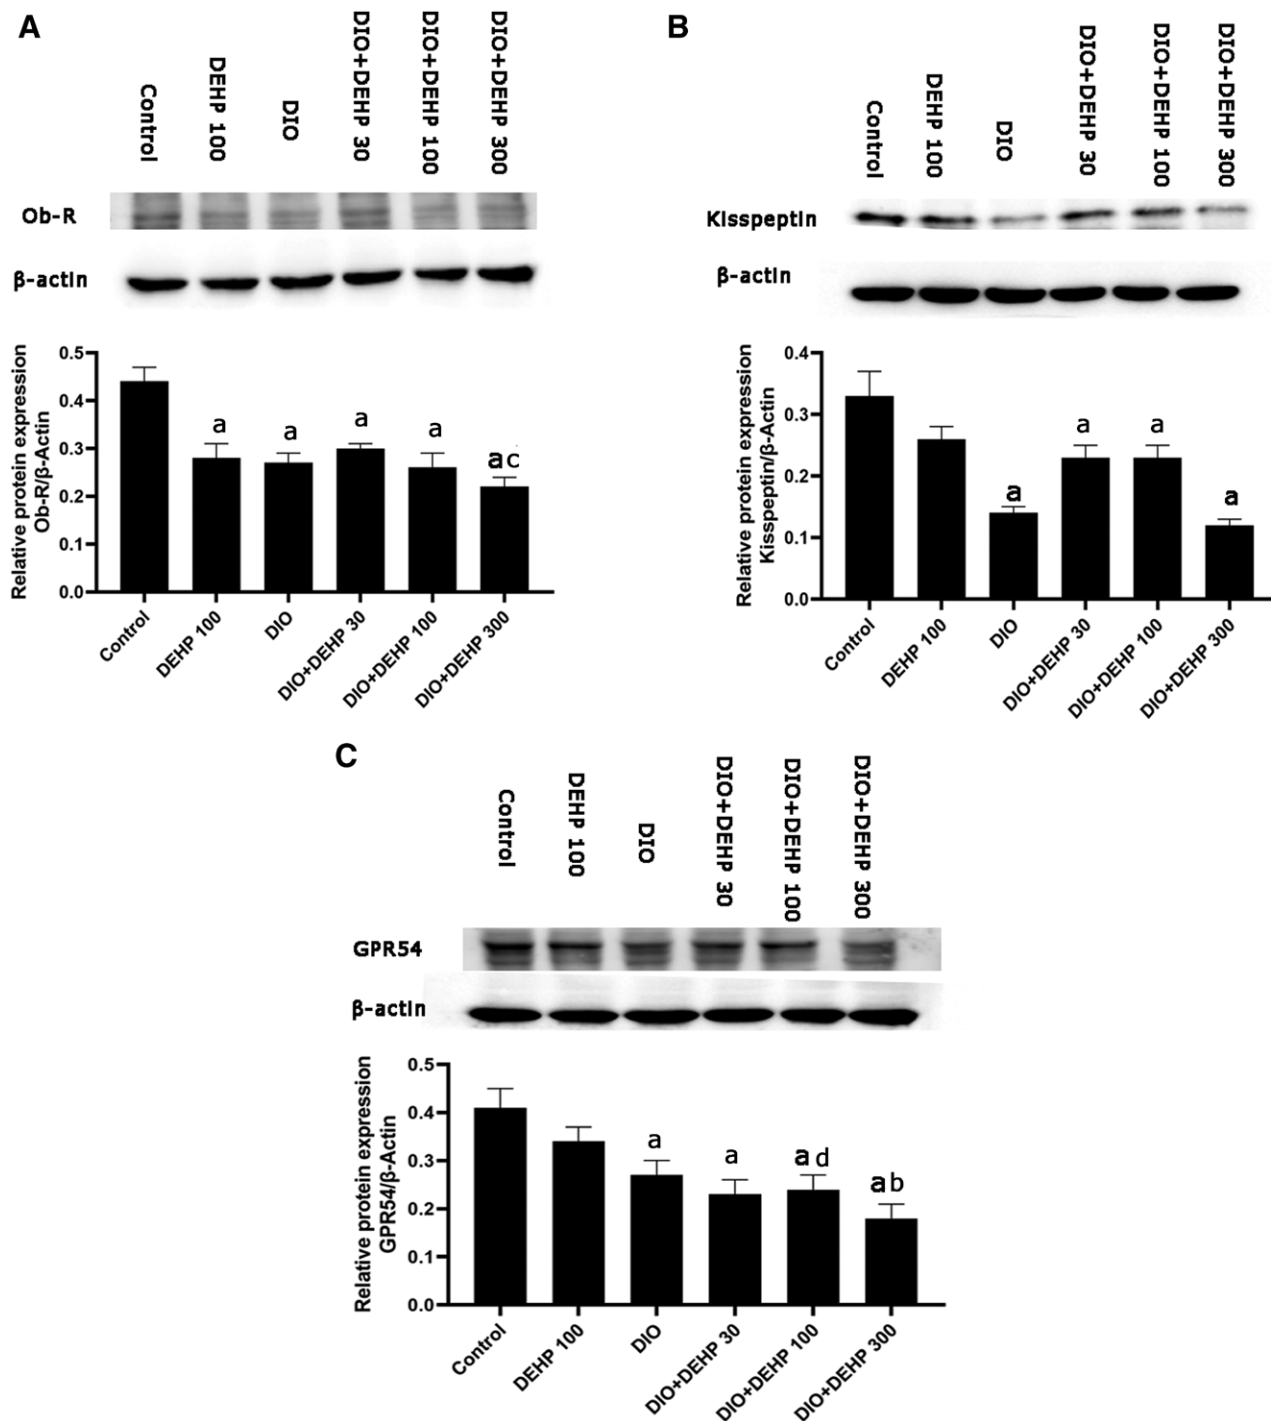 A
Control
DEHP 100
DIO
DIO+DEHP 30
DIO+DEHP 100
DIO+DEHP 300
Ob-R
β-actin
Relative protein expression
Ob-R/β-Actin
0.5
0.4
0.3
0.2
0.1
0.0
a
a
a
a
ac
Control
DEHP 100
DIO
DIO+DEHP 30
DIO+DEHP 100
DIO+DEHP 300
B
Control
DEHP 100
DIO
DIO+DEHP 30
DIO+DEHP 100
DIO+DEHP 300
Kisspeptin
β-actin
Relative protein expression
Kisspeptin/β-Actin
0.4
0.3
0.2
0.1
0.0
a
a
a
a
Control
DEHP 100
DIO
DIO+DEHP 30
DIO+DEHP 100
DIO+DEHP 300
C
Control
DEHP 100
DIO
DIO+DEHP 30
DIO+DEHP 100
DIO+DEHP 300
GPR54
β-actin
Relative protein expression
GPR54/β-Actin
0.5
0.4
0.3
0.2
0.1
0.0
a
a
a d
ab
Control
DEHP 100
DIO
DIO+DEHP 30
DIO+DEHP 100
DIO+DEHP 300